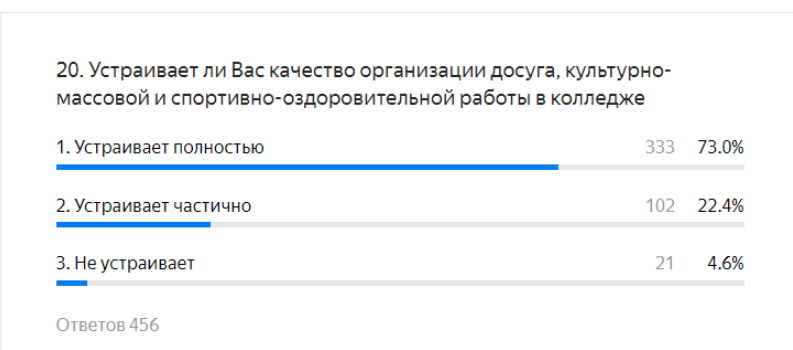 20. Устраивает ли Вас качество организации досуга, культурно-
массовой и спортивно-оздоровительной работы в колледже
1. Устраивает полностью 333 73.0%
2. Устраивает частично 102 22.4%
3. Не устраивает 21 4.6%
Ответов 456